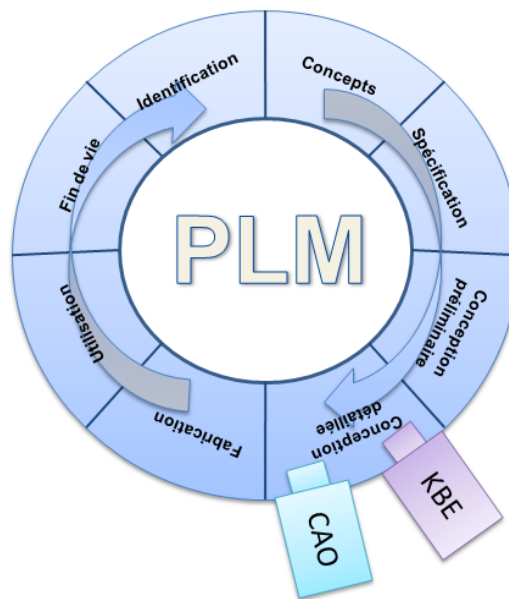 Identification
Concepts
Spécification
Conception
préliminaire
Conception
détaillée
Fabrication
Utilisation
Fin de vie
PLM
CAO
KBE